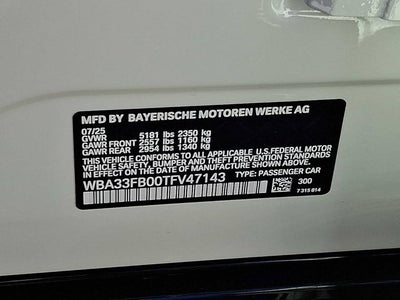 MFD BY BAYERISCHE MOTOREN WERKE AG
07/25
GVWR 5181 lbs 2350 kg
GAWR FRONT 2557 lbs 1160 kg
GAWR REAR 2954 lbs 1340 kg
THIS VEHICLE CONFORMS TO ALL APPLICABLE U.S.FEDERAL MOTOR
VEHICLE SAFETY, BUMPER AND THEFT PREVENTION STANDARDS
IN EFFECT ON THE DATE OF MANUFACTURE SHOWN ABOVE.
WBA33FB00TFV47143 TYPE: PASSENGER CAR
300
7 315 614